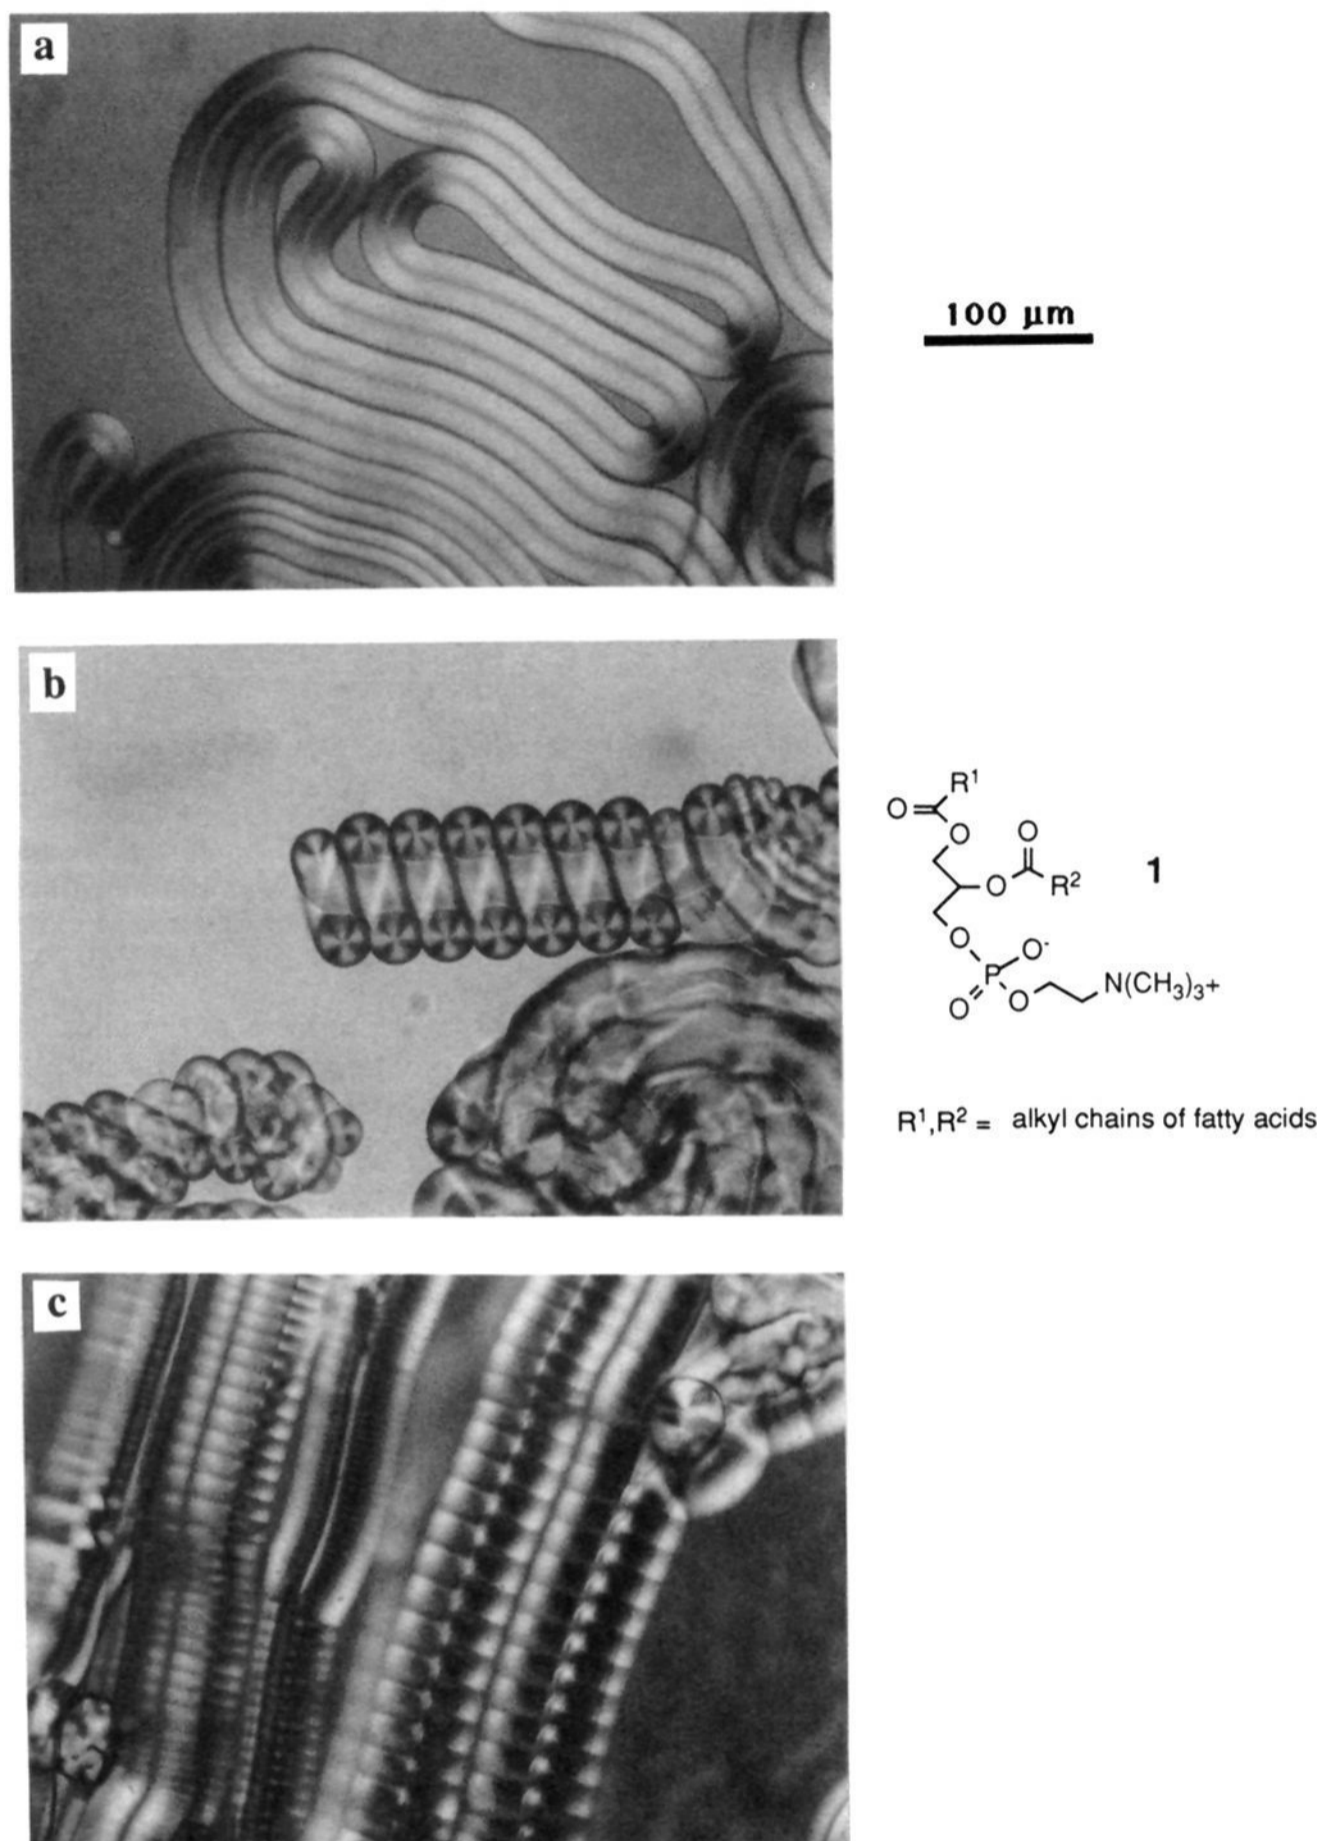 a
100 μm
b
R¹
O
O
O
O
R²
1
O
O⁻
P
O
O
N(CH₃)₃+
R¹,R² = alkyl chains of fatty acids
c